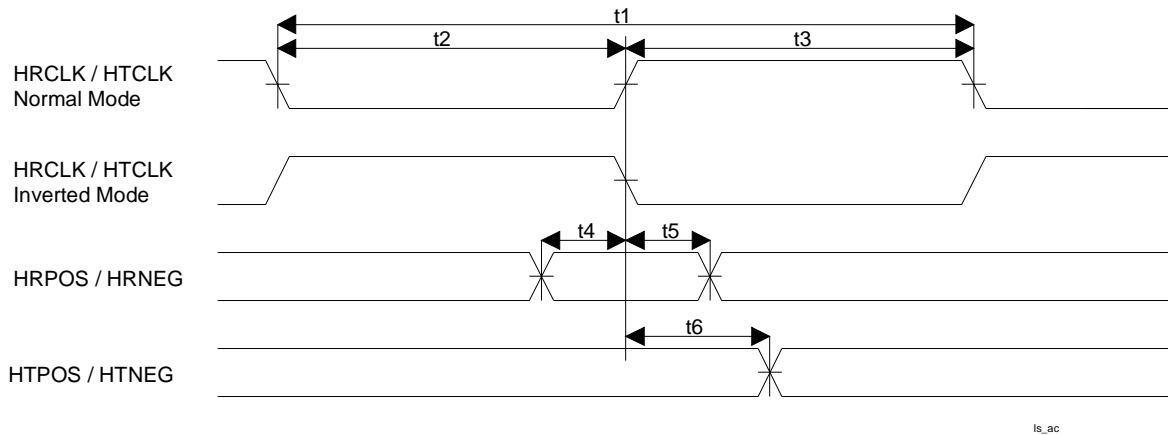 t1
t2
t3
HRCLK / HTCLK
Normal Mode
HRCLK / HTCLK
Inverted Mode
t4
t5
HRPOS / HRNEG
t6
HTPOS / HTNEG
ls_ac